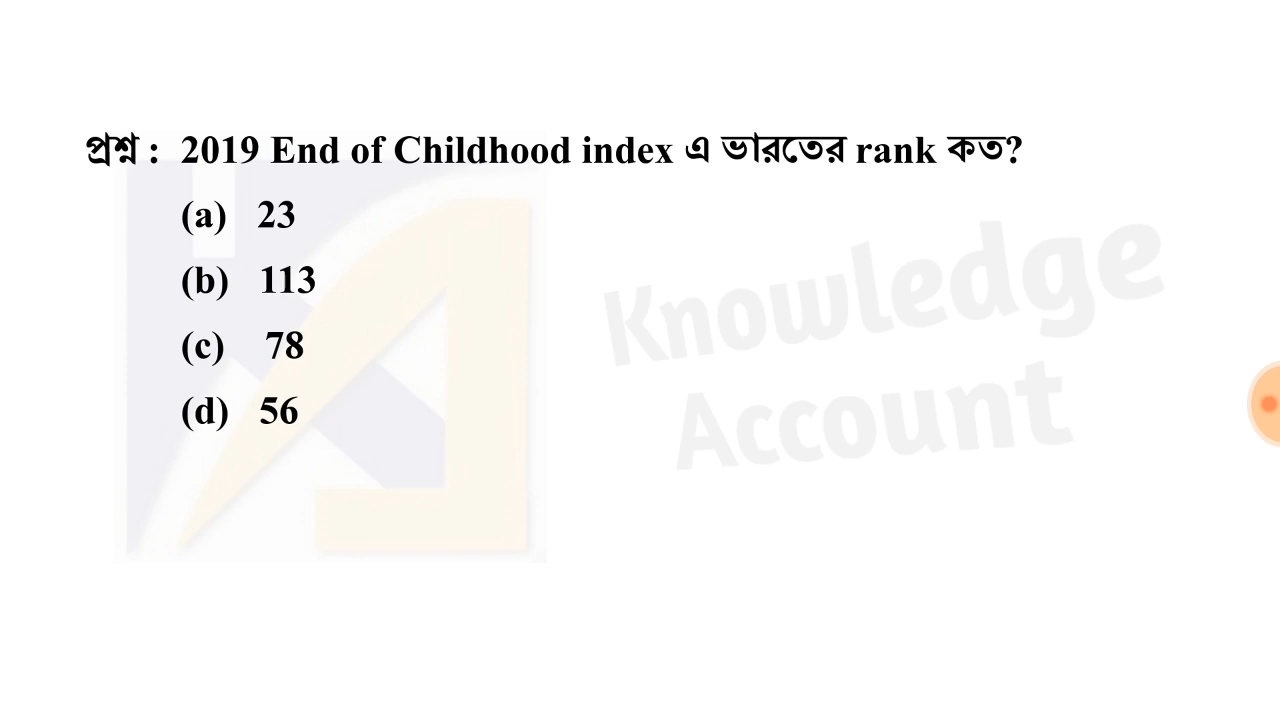 প্রশ্ন : 2019 End of Childhood index এ ভারতের rank কত?
(a) 23
(b) 113
(c) 78
(d) 56
Knowledge
Account